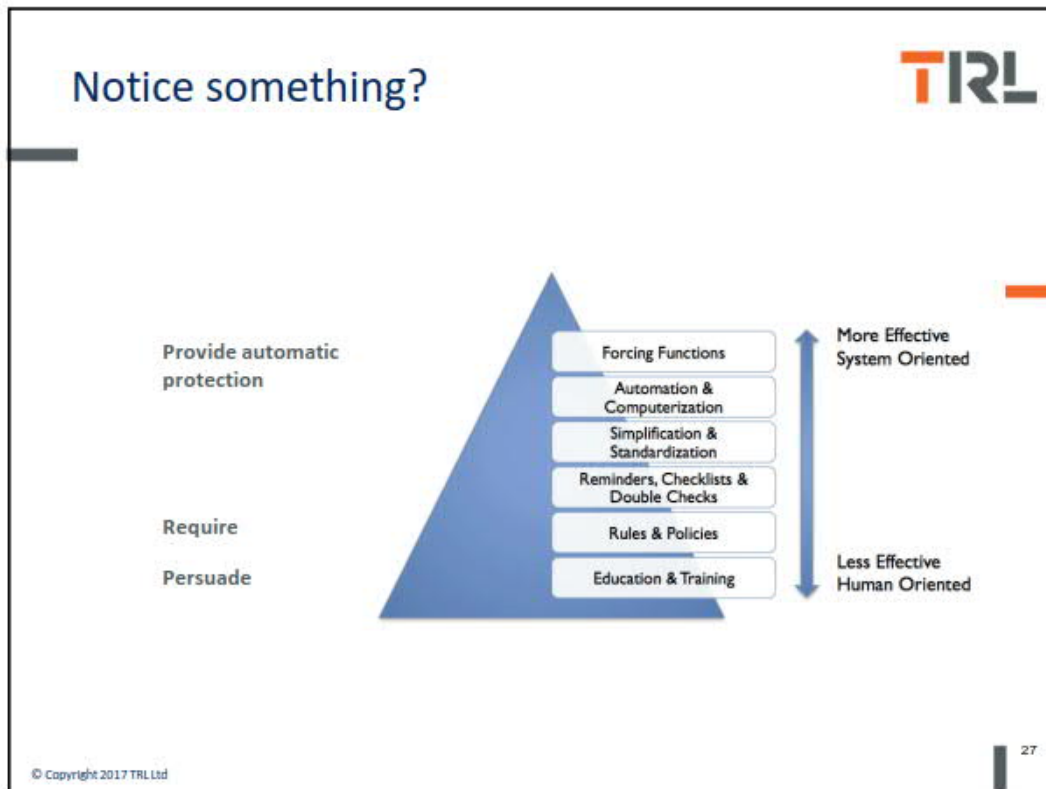 Notice something?
TRL
Provide automatic
protection
Require
Persuade
Forcing Functions
Automation &
Computerization
Simplification &
Standardization
Reminders, Checklists &
Double Checks
Rules & Policies
Education & Training
More Effective
System Oriented
Less Effective
Human Oriented
© Copyright 2017 TRL Ltd
27